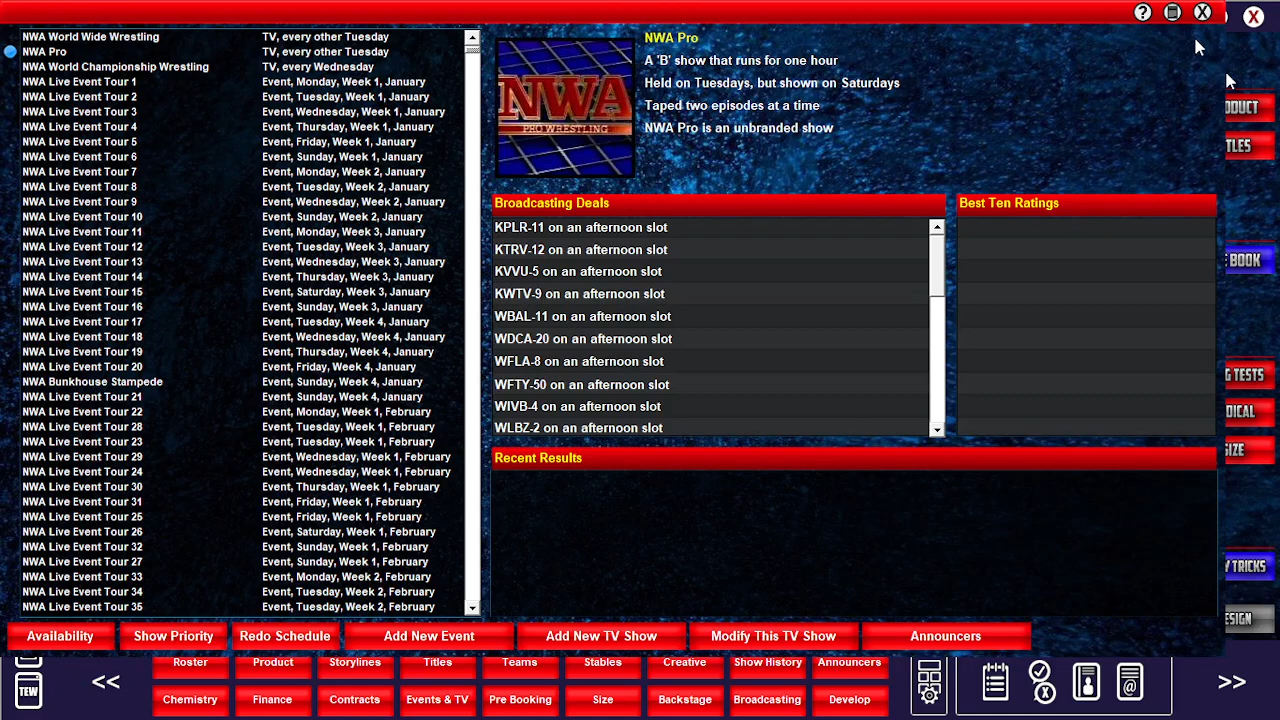 ? X X
NWA World Wide Wrestling TV, every other Tuesday
NWA Pro TV, every other Tuesday
NWA World Championship Wrestling TV, every Wednesday
NWA Live Event Tour 1 Event, Monday, Week 1, January
NWA Live Event Tour 2 Event, Tuesday, Week 1, January
NWA Live Event Tour 3 Event, Wednesday, Week 1, January
NWA Live Event Tour 4 Event, Thursday, Week 1, January
NWA Live Event Tour 5 Event, Friday, Week 1, January
NWA Live Event Tour 6 Event, Sunday, Week 1, January
NWA Live Event Tour 7 Event, Monday, Week 2, January
NWA Live Event Tour 8 Event, Tuesday, Week 2, January
NWA Live Event Tour 9 Event, Wednesday, Week 2, January
NWA Live Event Tour 10 Event, Sunday, Week 2, January
NWA Live Event Tour 11 Event, Monday, Week 3, January
NWA Live Event Tour 12 Event, Tuesday, Week 3, January
NWA Live Event Tour 13 Event, Wednesday, Week 3, January
NWA Live Event Tour 14 Event, Thursday, Week 3, January
NWA Live Event Tour 15 Event, Saturday, Week 3, January
NWA Live Event Tour 16 Event, Sunday, Week 3, January
NWA Live Event Tour 17 Event, Tuesday, Week 4, January
NWA Live Event Tour 18 Event, Wednesday, Week 4, January
NWA Live Event Tour 19 Event, Thursday, Week 4, January
NWA Live Event Tour 20 Event, Friday, Week 4, January
NWA Bunkhouse Stampede Event, Sunday, Week 4, January
NWA Live Event Tour 21 Event, Sunday, Week 4, January
NWA Live Event Tour 22 Event, Monday, Week 1, February
NWA Live Event Tour 28 Event, Tuesday, Week 1, February
NWA Live Event Tour 23 Event, Tuesday, Week 1, February
NWA Live Event Tour 29 Event, Wednesday, Week 1, February
NWA Live Event Tour 24 Event, Wednesday, Week 1, February
NWA Live Event Tour 30 Event, Thursday, Week 1, February
NWA Live Event Tour 31 Event, Friday, Week 1, February
NWA Live Event Tour 25 Event, Friday, Week 1, February
NWA Live Event Tour 26 Event, Saturday, Week 1, February
NWA Live Event Tour 32 Event, Sunday, Week 1, February
NWA Live Event Tour 27 Event, Sunday, Week 1, February
NWA Live Event Tour 33 Event, Monday, Week 2, February
NWA Live Event Tour 34 Event, Tuesday, Week 2, February
NWA Live Event Tour 35 Event, Tuesday, Week 2, February
NWA
PRO WRESTLING
NWA Pro
A 'B' show that runs for one hour
Held on Tuesdays, but shown on Saturdays
Taped two episodes at a time
NWA Pro is an unbranded show
Broadcasting Deals
KPLR-11 on an afternoon slot
KTRV-12 on an afternoon slot
KVVU-5 on an afternoon slot
KWTV-9 on an afternoon slot
WBAL-11 on an afternoon slot
WDCA-20 on an afternoon slot
WFLA-8 on an afternoon slot
WFTY-50 on an afternoon slot
WIVB-4 on an afternoon slot
WLBZ-2 on an afternoon slot
Best Ten Ratings
Recent Results
ODUCT
TLES
E BOOK
G TESTS
DICAL
SIZE
Y TRICKS
ESIGN
Availability Show Priority Redo Schedule Add New Event Add New TV Show Modify This TV Show Announcers
Roster Product Storylines Titles Teams Stables Creative Show History Announcers
TEW << Chemistry Finance Contracts Events & TV Pre Booking Size Backstage Broadcasting Develop @ >>